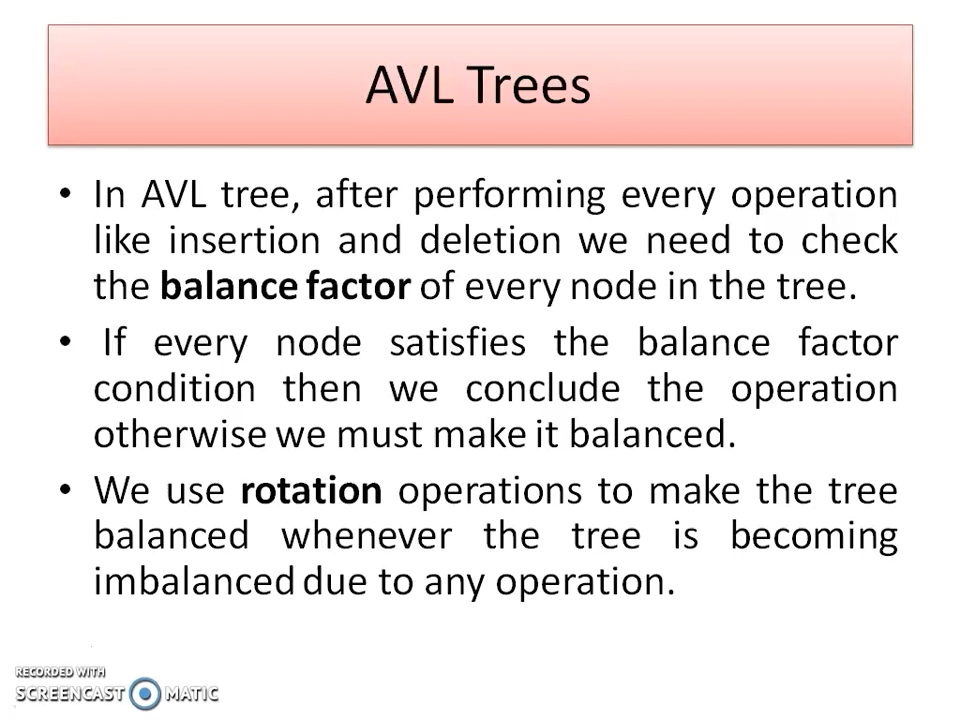 AVL Trees
• In AVL tree, after performing every operation
like insertion and deletion we need to check
the balance factor of every node in the tree.
• If every node satisfies the balance factor
condition then we conclude the operation
otherwise we must make it balanced.
• We use rotation operations to make the tree
balanced whenever the tree is becoming
imbalanced due to any operation.
RECORDED WITH
SCREENCAST MATIC